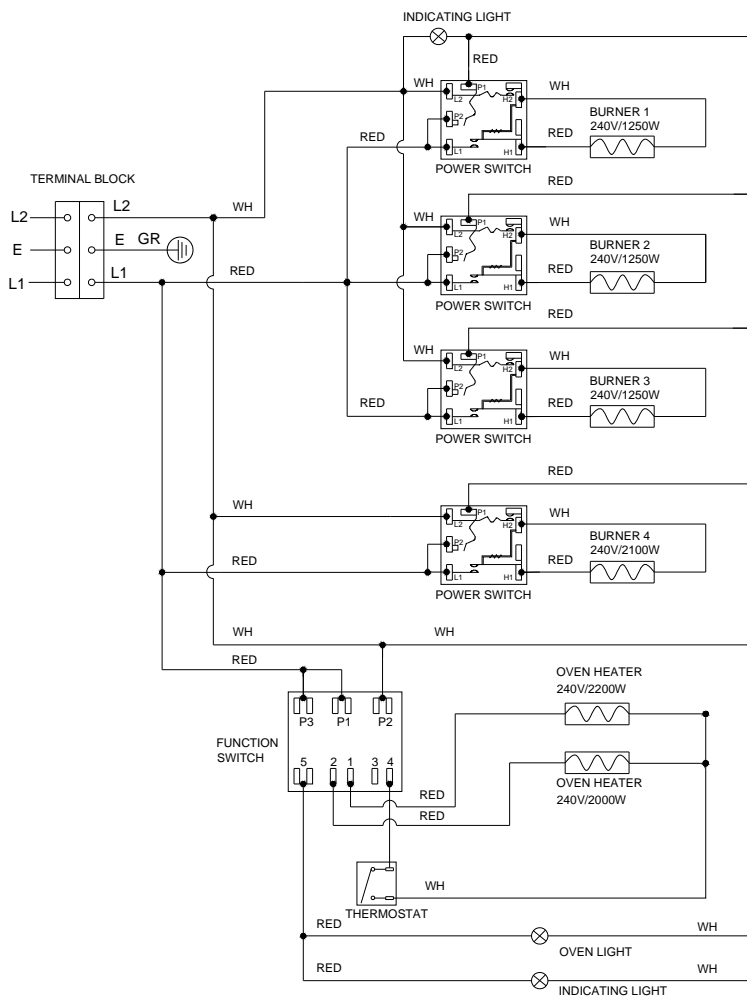 INDICATING LIGHT
RED
WH
P1
L2
H2
WH
BURNER 1
240V/1250W
P2
RED
RED
L1
H1
POWER SWITCH
TERMINAL BLOCK
L2
L2
WH
RED
E
E
GR
L1
L1
RED
WH
P1
L2
H2
WH
BURNER 2
240V/1250W
P2
RED
L1
H1
POWER SWITCH
RED
WH
P1
L2
H2
WH
BURNER 3
240V/1250W
P2
RED
RED
L1
H1
POWER SWITCH
RED
WH
P1
L2
H2
WH
BURNER 4
240V/2100W
P2
RED
RED
L1
H1
POWER SWITCH
WH
WH
RED
OVEN HEATER
240V/2200W
P3
P1
P2
FUNCTION
SWITCH
5
2
1
3
4
OVEN HEATER
240V/2000W
RED
RED
WH
THERMOSTAT
RED
WH
OVEN LIGHT
RED
WH
INDICATING LIGHT